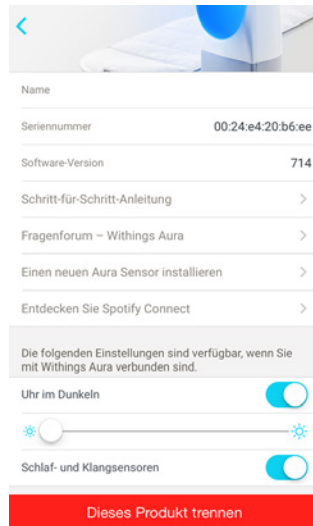 Name
Seriennummer 00:24:e4:20:b6:ee
Software-Version 714
Schritt-für-Schritt-Anleitung
Fragenforum – Withings Aura
Einen neuen Aura Sensor installieren
Entdecken Sie Spotify Connect
Die folgenden Einstellungen sind verfügbar, wenn Sie
mit Withings Aura verbunden sind.
Uhr im Dunkeln
Schlaf- und Klangsensoren
Dieses Produkt trennen